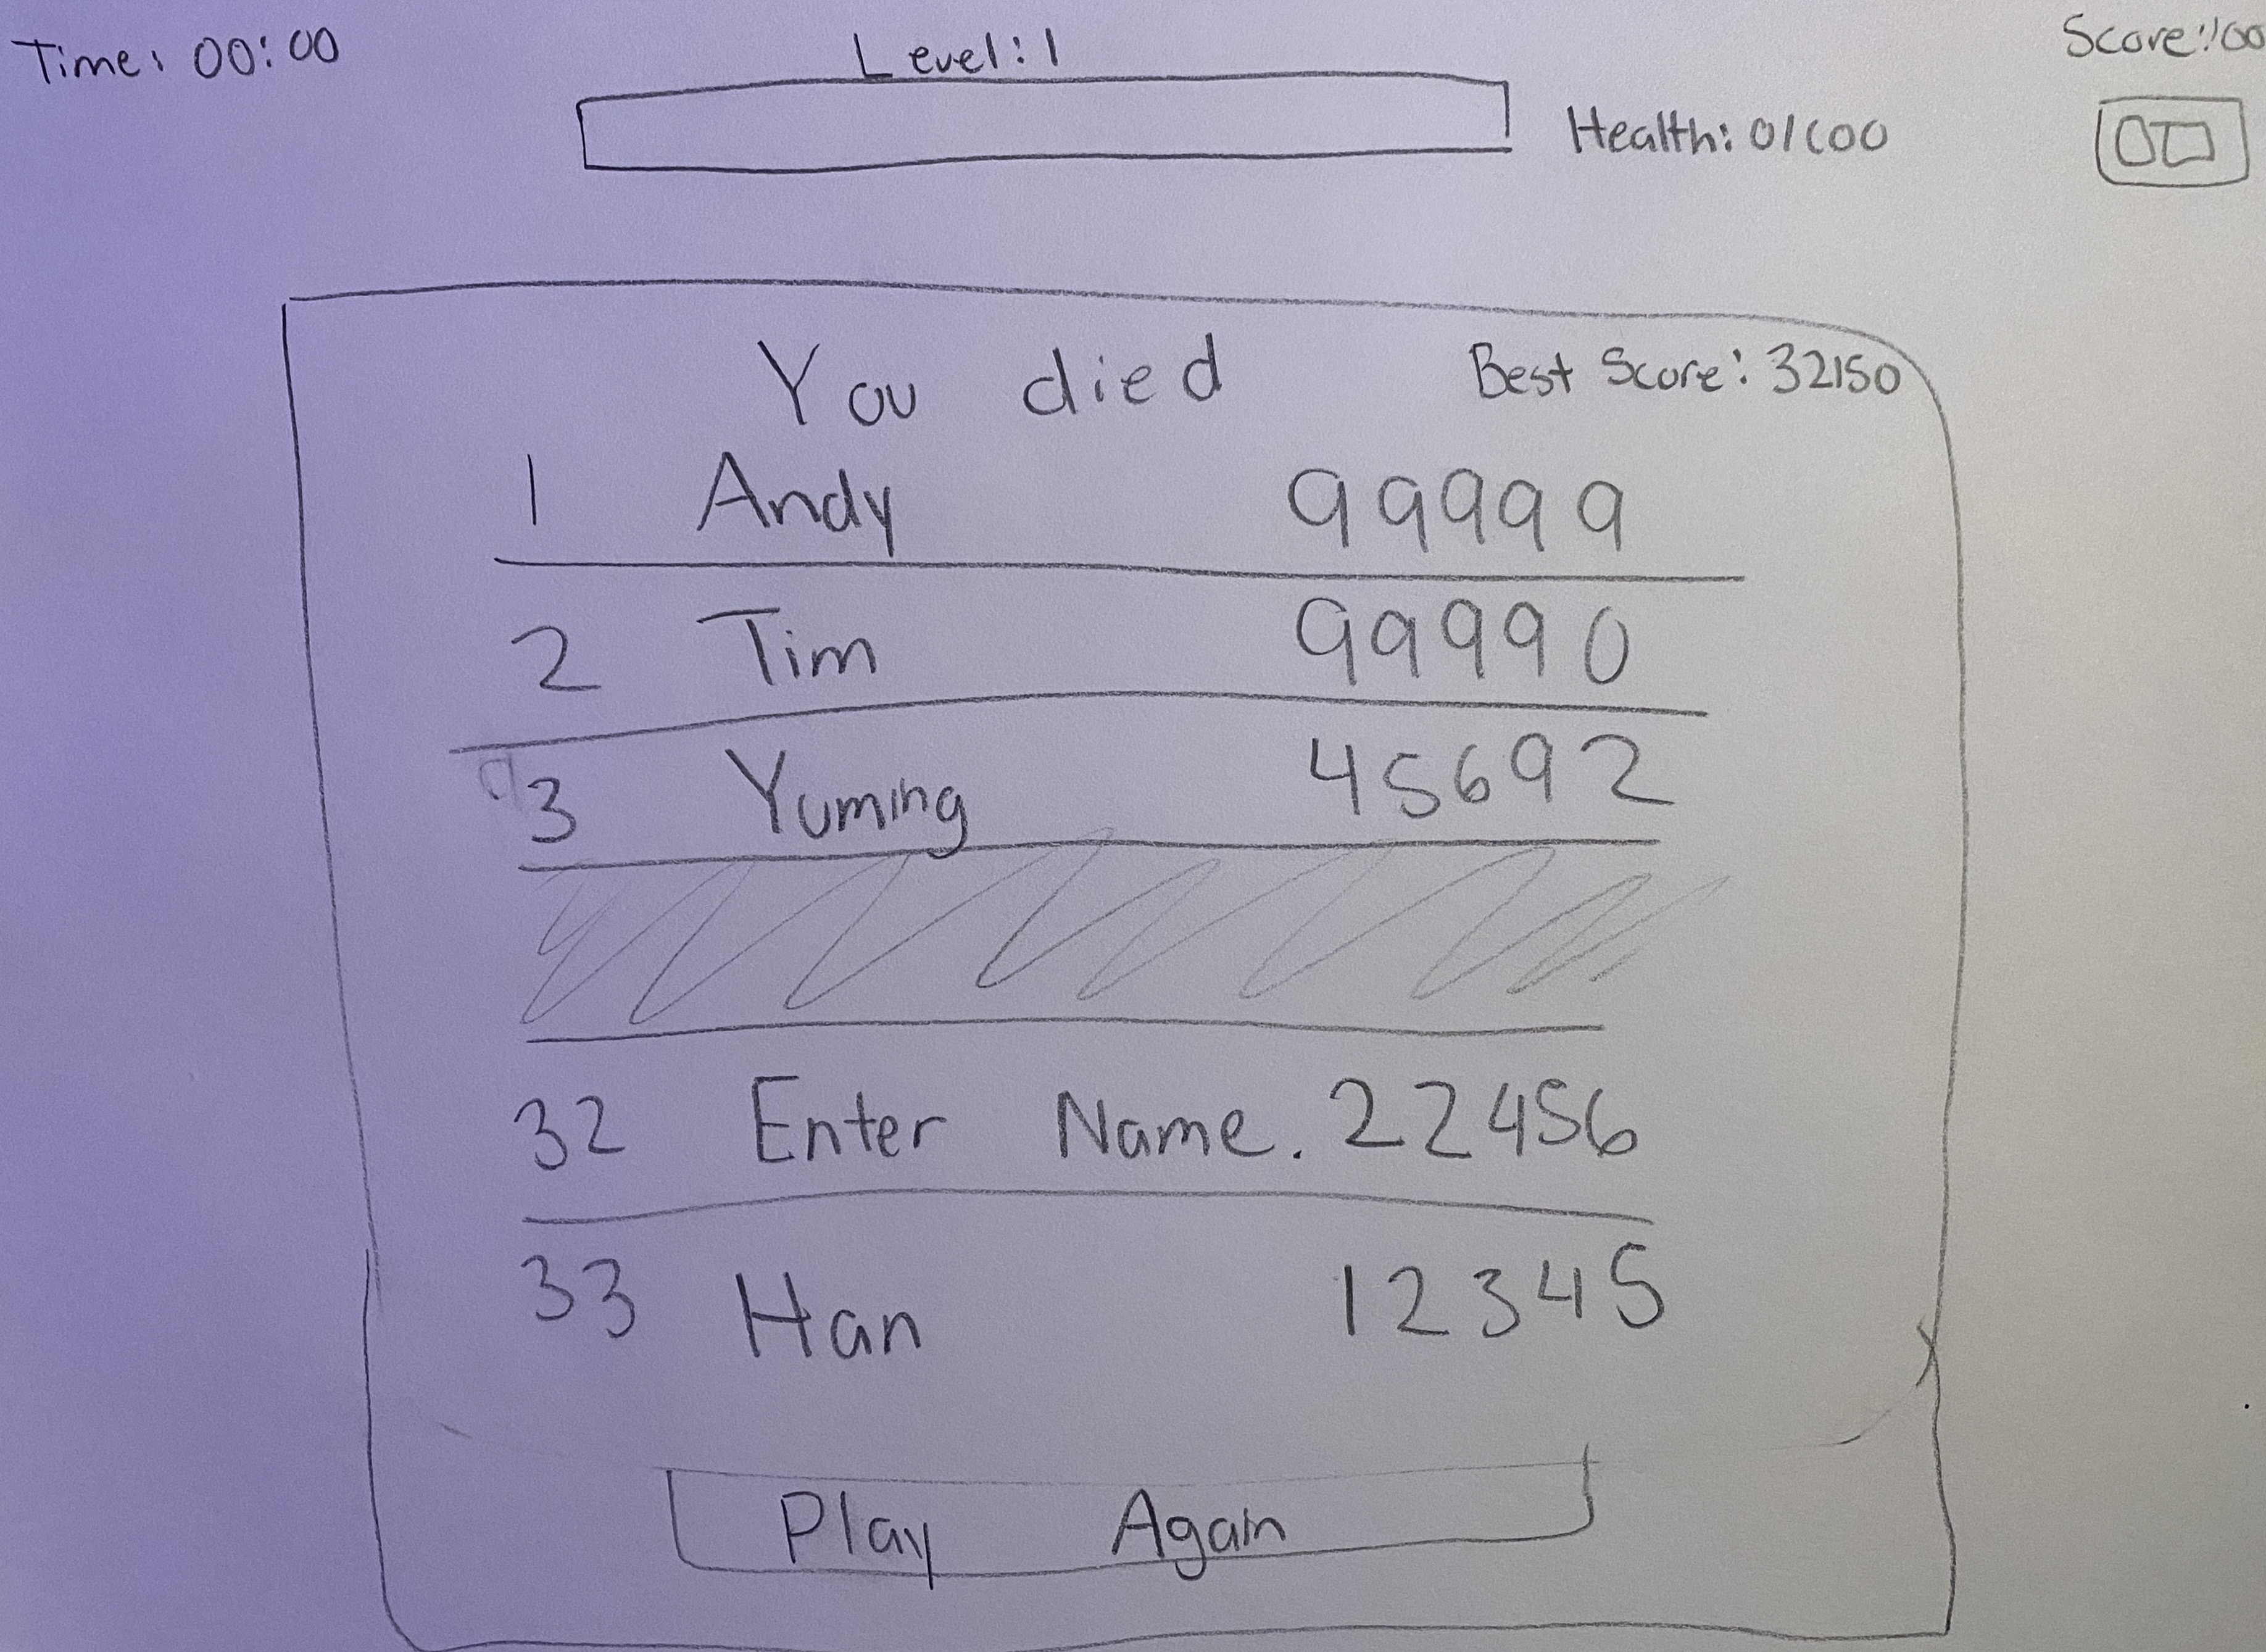 Time: 00:00
Level: 1
Score: 100
Health: 0/100
You died
Best Score: 32150
1 Andy 99999
2 Tim 99990
3 Yuming 45692
32 Enter Name. 22456
33 Han 12345
Play Again